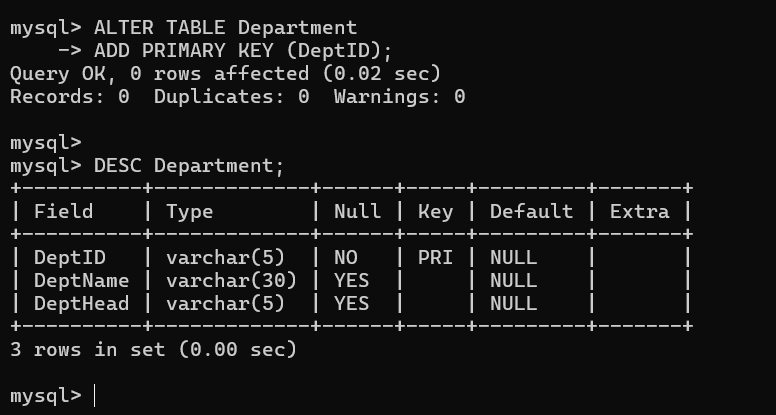 mysql> ALTER TABLE Department
    -> ADD PRIMARY KEY (DeptID);
Query OK, 0 rows affected (0.02 sec)
Records: 0  Duplicates: 0  Warnings: 0

mysql>
mysql> DESC Department;
+----------+-------------+------+-----+---------+-------+
| Field    | Type        | Null | Key | Default | Extra |
+----------+-------------+------+-----+---------+-------+
| DeptID   | varchar(5)  | NO   | PRI | NULL    |       |
| DeptName | varchar(30) | YES  |     | NULL    |       |
| DeptHead | varchar(5)  | YES  |     | NULL    |       |
+----------+-------------+------+-----+---------+-------+
3 rows in set (0.00 sec)

mysql>